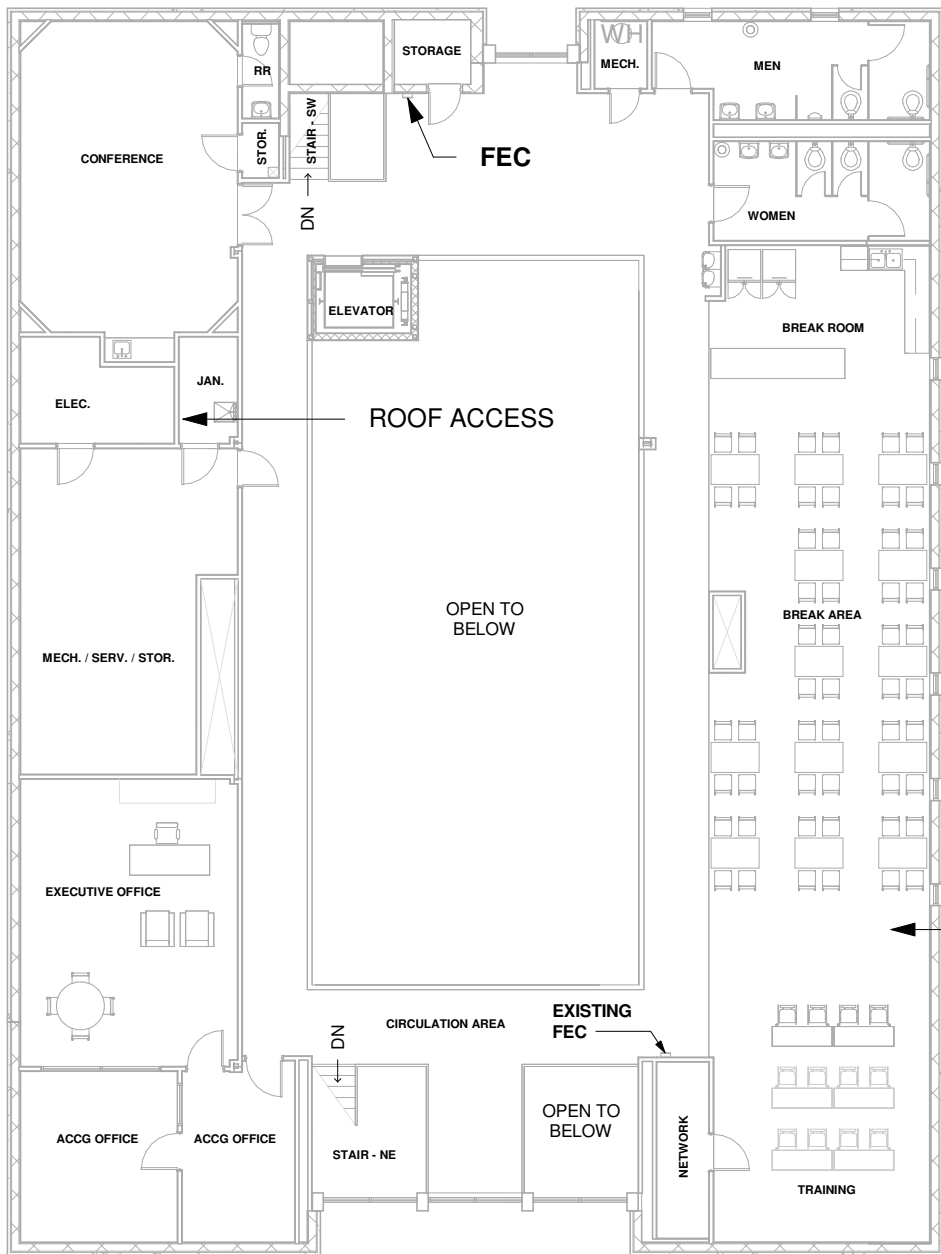 STORAGE
WH
MECH.
MEN
RR
STOR.
STAIR - SW
FEC
CONFERENCE
DN
WOMEN
ELEVATOR
BREAK ROOM
JAN.
ELEC.
ROOF ACCESS
OPEN TO
BELOW
BREAK AREA
MECH. / SERV. / STOR.
EXECUTIVE OFFICE
EXISTING
FEC
CIRCULATION AREA
DN
OPEN TO
BELOW
ACCG OFFICE
ACCG OFFICE
STAIR - NE
NETWORK
TRAINING